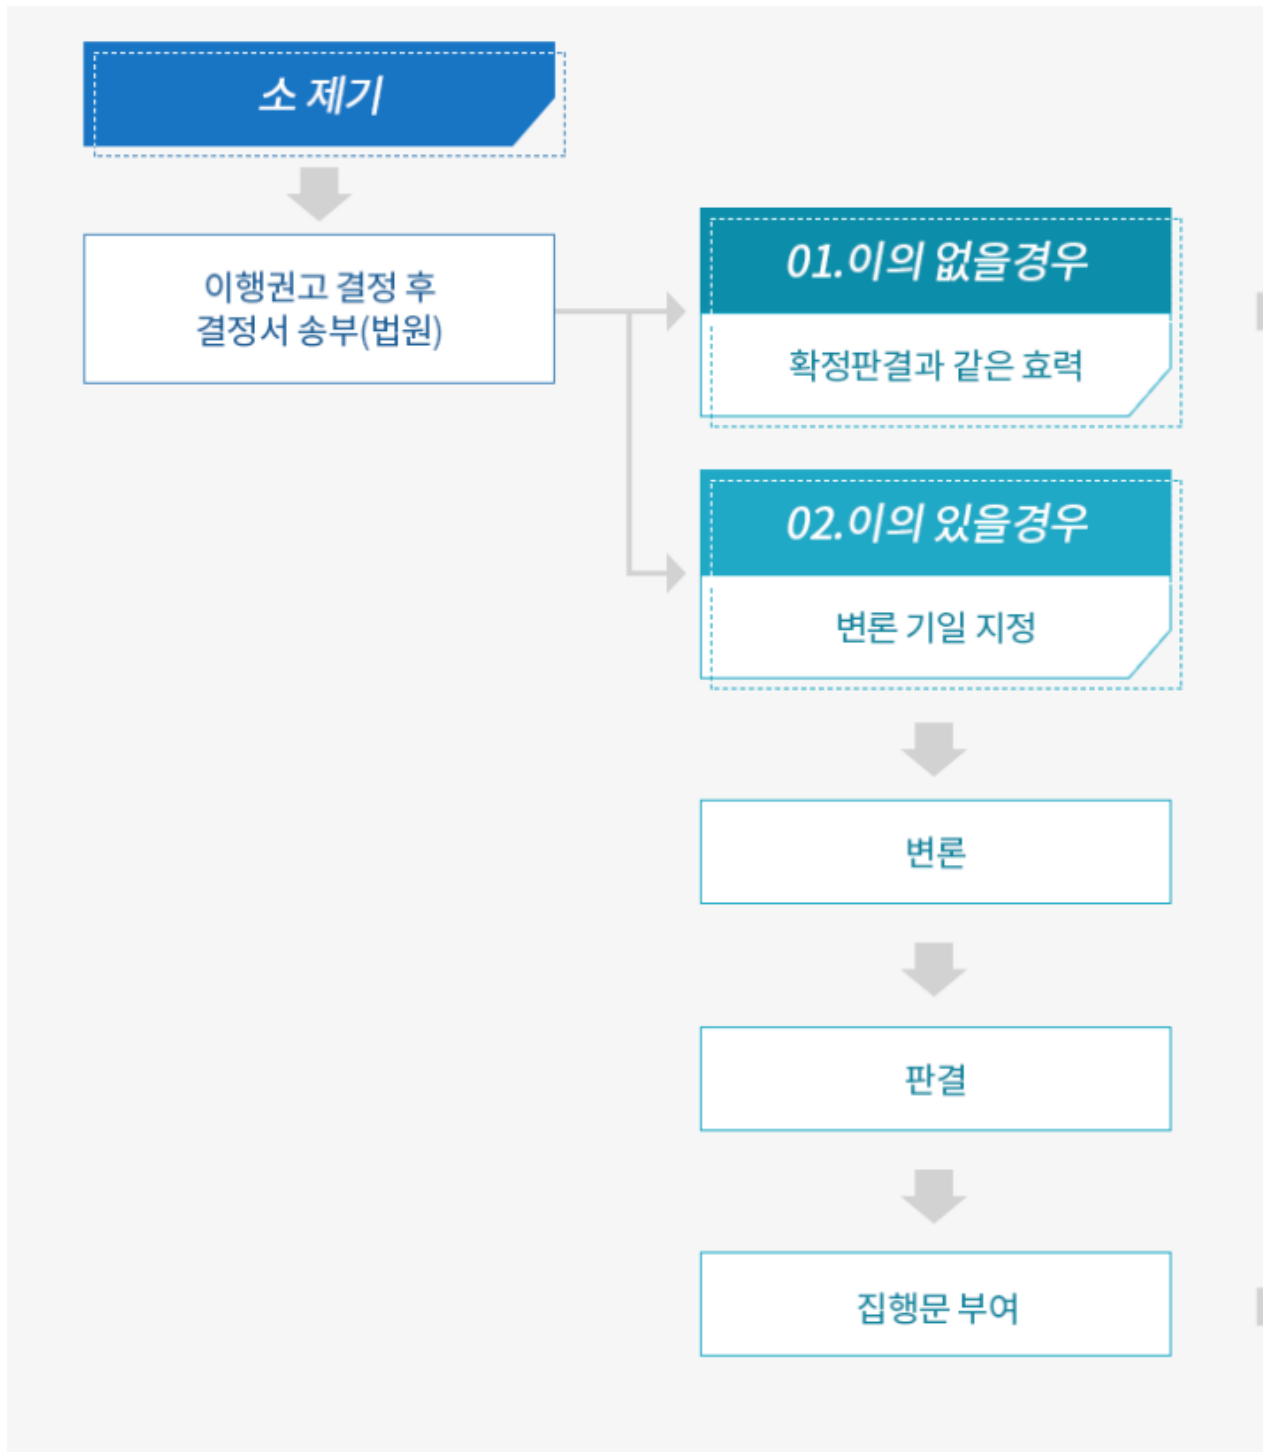 소 제기
이행권고 결정 후
결정서 송부(법원)
01.이의 없을경우
확정판결과 같은 효력
02.이의 있을경우
변론 기일 지정
변론
판결
집행문 부여